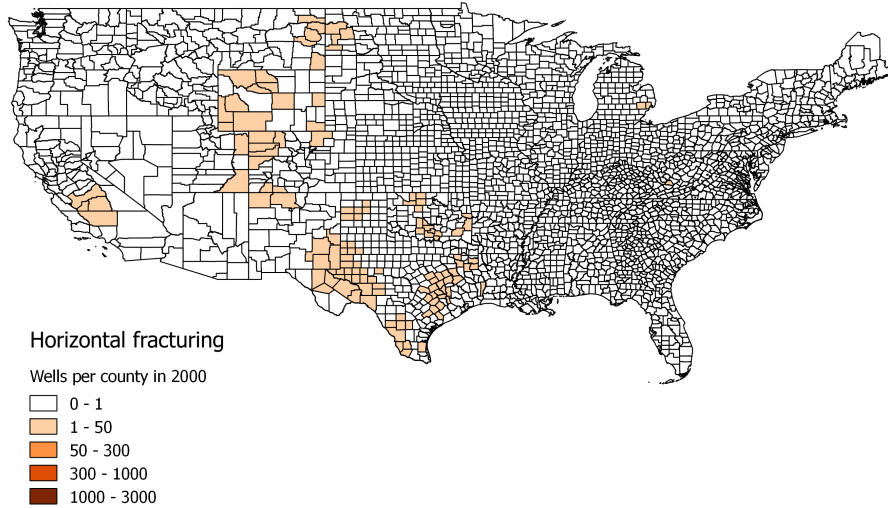 Horizontal fracturing
Wells per county in 2000
0 - 1
1 - 50
50 - 300
300 - 1000
1000 - 3000